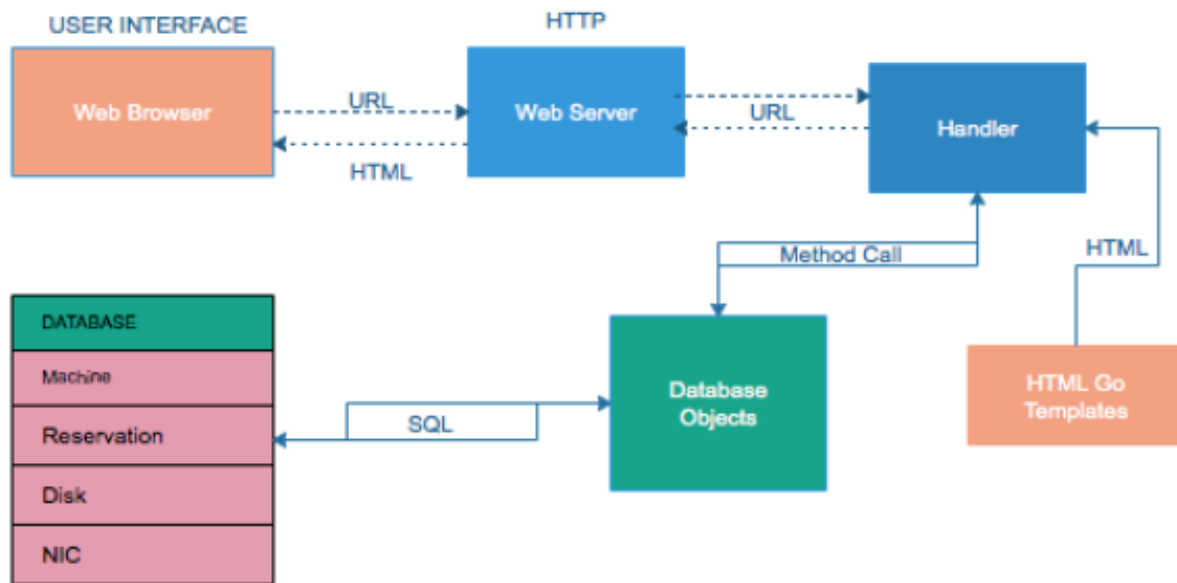 USER INTERFACE
HTTP
Web Browser
URL
HTML
Web Server
URL
Handler
Method Call
HTML
DATABASE
Machine
Reservation
Disk
NIC
SQL
Database
Objects
HTML Go
Templates